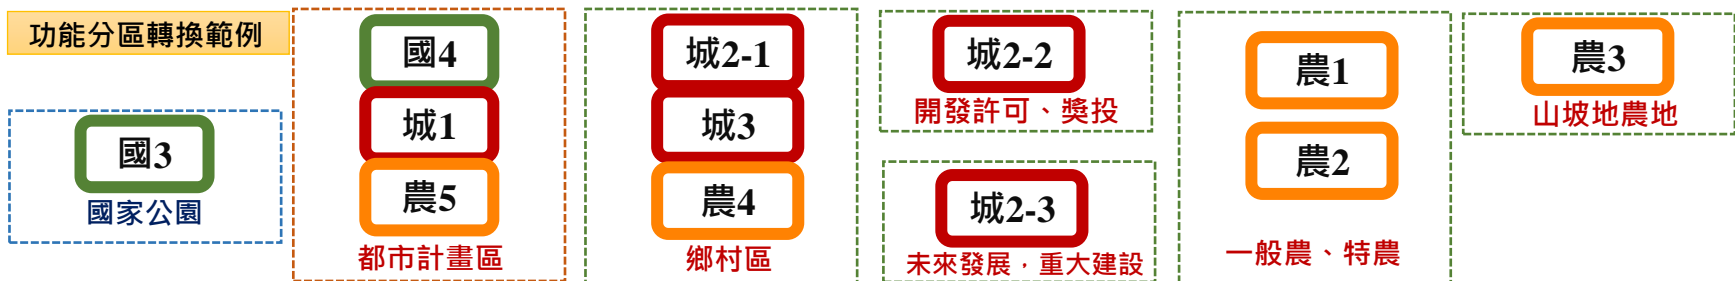 功能分區轉換範例
國3
國家公園
國4
城1
農5
都市計畫區
城2-1
城3
農4
鄉村區
城2-2
開發許可、獎投
城2-3
未來發展，重大建設
農1
農2
一般農、特農
農3
山坡地農地